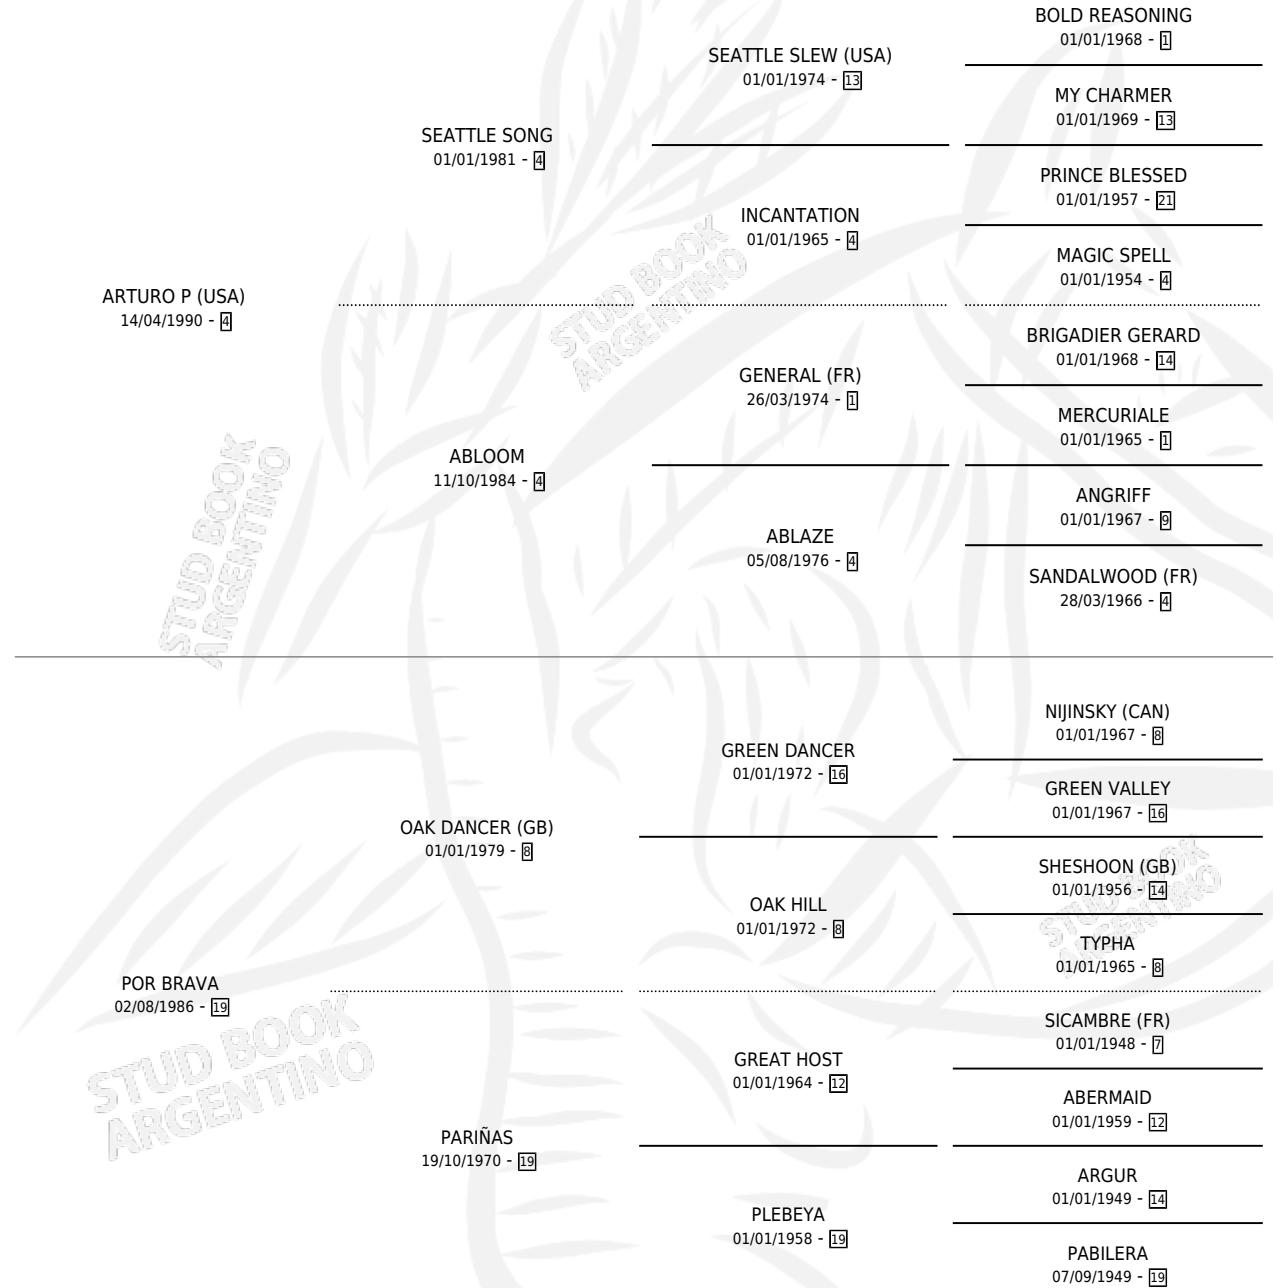 BOLD REASONING
01/01/1968 - 1
SEATTLE SLEW (USA)
01/01/1974 - 13
MY CHARMER
01/01/1969 - 13
SEATTLE SONG
01/01/1981 - 4
PRINCE BLESSED
01/01/1957 - 21
INCANTATION
01/01/1965 - 4
MAGIC SPELL
01/01/1954 - 4
ARTURO P (USA)
14/04/1990 - 4
BRIGADIER GERARD
01/01/1968 - 14
GENERAL (FR)
26/03/1974 - 1
MERCURIALE
01/01/1965 - 1
ABLOOM
11/10/1984 - 4
ANGRIFF
01/01/1967 - 9
ABLAZE
05/08/1976 - 4
SANDALWOOD (FR)
28/03/1966 - 4
STUD BOOK
ARGENTINO
STUD BOOK
ARGENTINO
NIJINSKY (CAN)
01/01/1967 - 8
GREEN DANCER
01/01/1972 - 16
GREEN VALLEY
01/01/1967 - 16
OAK DANCER (GB)
01/01/1979 - 8
SHESHOON (GB)
01/01/1956 - 14
OAK HILL
01/01/1972 - 8
TYPHA
01/01/1965 - 8
POR BRAVA
02/08/1986 - 19
SICAMBRE (FR)
01/01/1948 - 7
GREAT HOST
01/01/1964 - 12
ABERMAID
01/01/1959 - 12
PARIÑAS
19/10/1970 - 19
ARGUR
01/01/1949 - 14
PLEBEYA
01/01/1958 - 19
PABILERA
07/09/1949 - 19
STUD BOOK
ARGENTINO
STUD BOOK
ARGENTINO